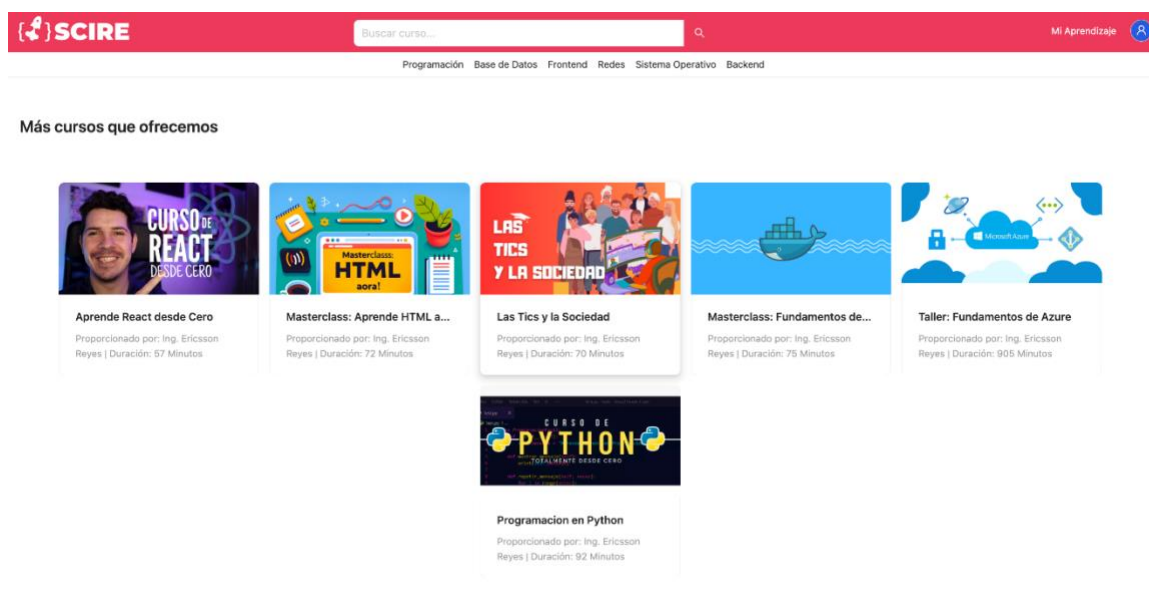 { }SCIRE
Buscar curso...
Mi Aprendizaje
Programación Base de Datos Frontend Redes Sistema Operativo Backend
Más cursos que ofrecemos
CURSO DE
REACT
DESDE CERO
Masterclasss:
HTML
aora!
LAS
TICS
Y LA SOCIEDAD
Microsoft Azure
Aprende React desde Cero
Proporcionado por: Ing. Ericsson
Reyes | Duración: 57 Minutos
Masterclass: Aprende HTML a...
Proporcionado por: Ing. Ericsson
Reyes | Duración: 72 Minutos
Las Tics y la Sociedad
Proporcionado por: Ing. Ericsson
Reyes | Duración: 70 Minutos
Masterclass: Fundamentos de...
Proporcionado por: Ing. Ericsson
Reyes | Duración: 75 Minutos
Taller: Fundamentos de Azure
Proporcionado por: Ing. Ericsson
Reyes | Duración: 905 Minutos
CURSO DE
PYTHON
TOTALMENTE DESDE CERO
Programacion en Python
Proporcionado por: Ing. Ericsson
Reyes | Duración: 92 Minutos